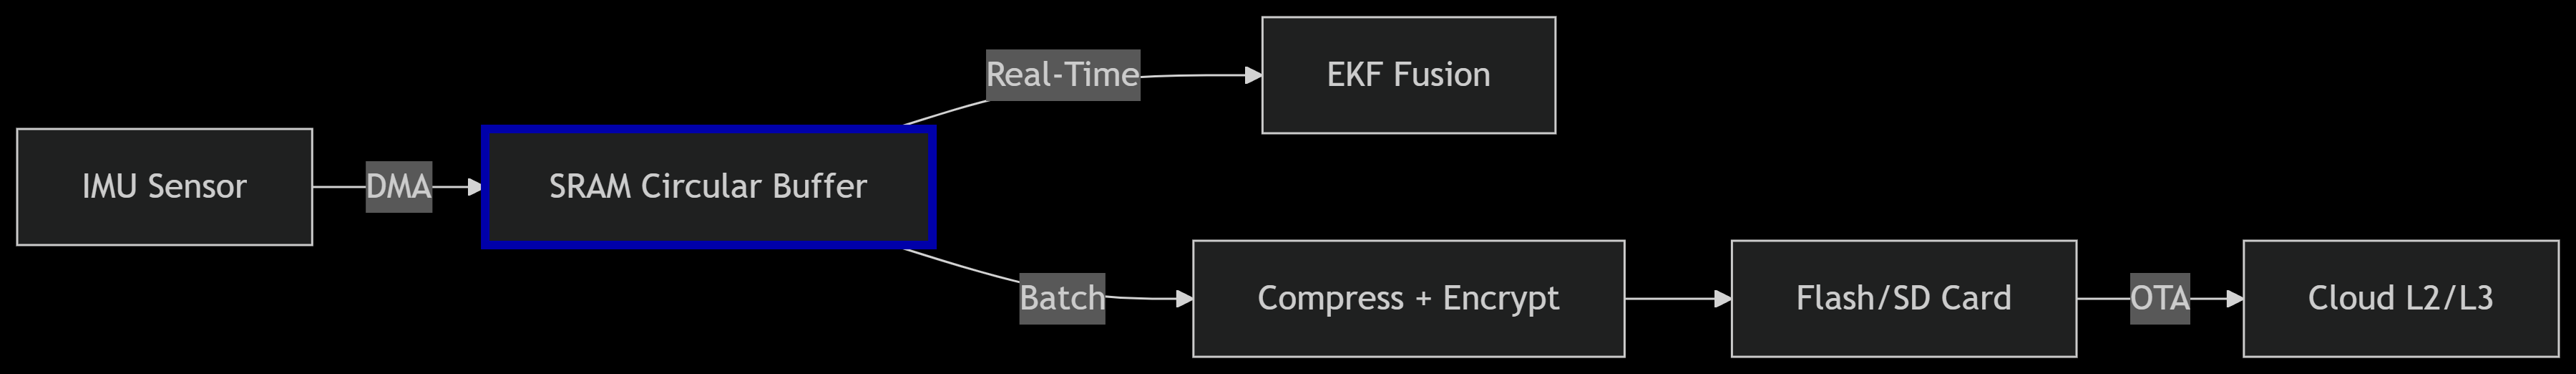 IMU Sensor
DMA
SRAM Circular Buffer
Real-Time
EKF Fusion
Batch
Compress + Encrypt
Flash/SD Card
OTA
Cloud L2/L3